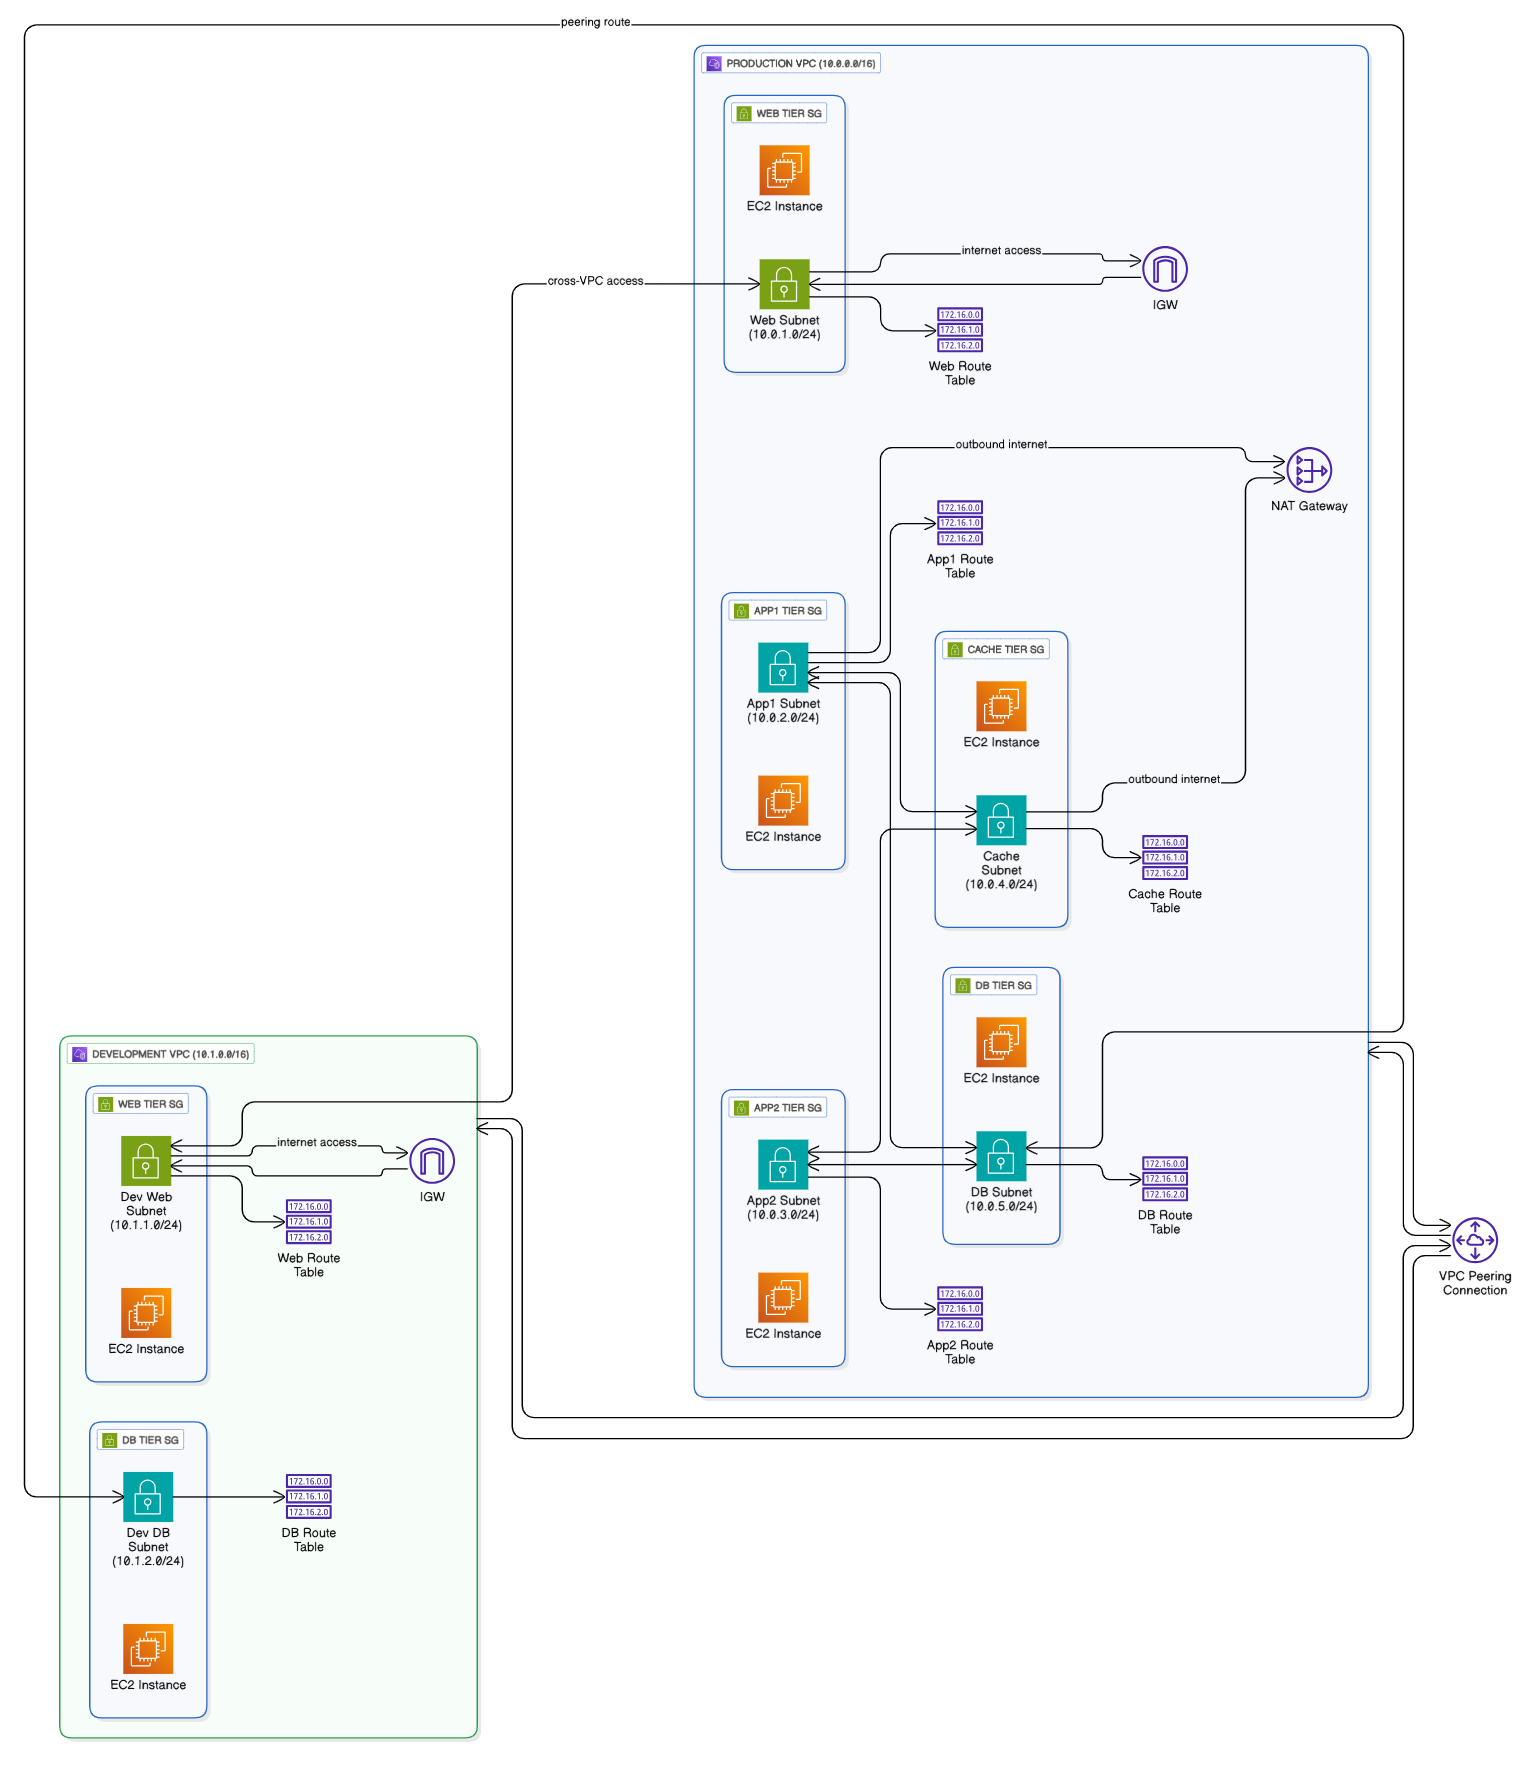 peering route
PRODUCTION VPC (10.0.0.0/16)
WEB TIER SG
EC2 Instance
internet access
cross-VPC access
IGW
Web Subnet
(10.0.1.0/24)
172.16.0.0
172.16.1.0
172.16.2.0
Web Route
Table
outbound internet
NAT Gateway
172.16.0.0
172.16.1.0
172.16.2.0
App1 Route
Table
APP1 TIER SG
App1 Subnet
(10.0.2.0/24)
EC2 Instance
CACHE TIER SG
EC2 Instance
outbound internet
Cache
Subnet
(10.0.4.0/24)
172.16.0.0
172.16.1.0
172.16.2.0
Cache Route
Table
DB TIER SG
EC2 Instance
DB Subnet
(10.0.5.0/24)
172.16.0.0
172.16.1.0
172.16.2.0
DB Route
Table
APP2 TIER SG
App2 Subnet
(10.0.3.0/24)
EC2 Instance
172.16.0.0
172.16.1.0
172.16.2.0
App2 Route
Table
VPC Peering
Connection
DEVELOPMENT VPC (10.1.0.0/16)
WEB TIER SG
internet access
IGW
Dev Web
Subnet
(10.1.1.0/24)
172.16.0.0
172.16.1.0
172.16.2.0
Web Route
Table
EC2 Instance
DB TIER SG
Dev DB
Subnet
(10.1.2.0/24)
172.16.0.0
172.16.1.0
172.16.2.0
DB Route
Table
EC2 Instance